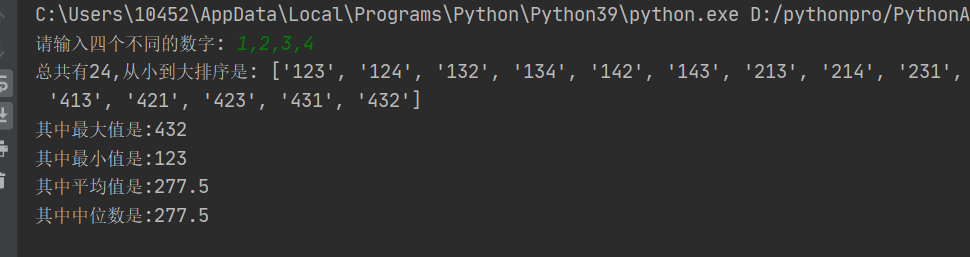 C:\Users\10452\AppData\Local\Programs\Python\Python39\python.exe D:/pythonpro/PythonA
请输入四个不同的数字: 1,2,3,4
总共有24,从小到大排序是: ['123', '124', '132', '134', '142', '143', '213', '214', '231',
'413', '421', '423', '431', '432']
其中最大值是:432
其中最小值是:123
其中平均值是:277.5
其中中位数是:277.5